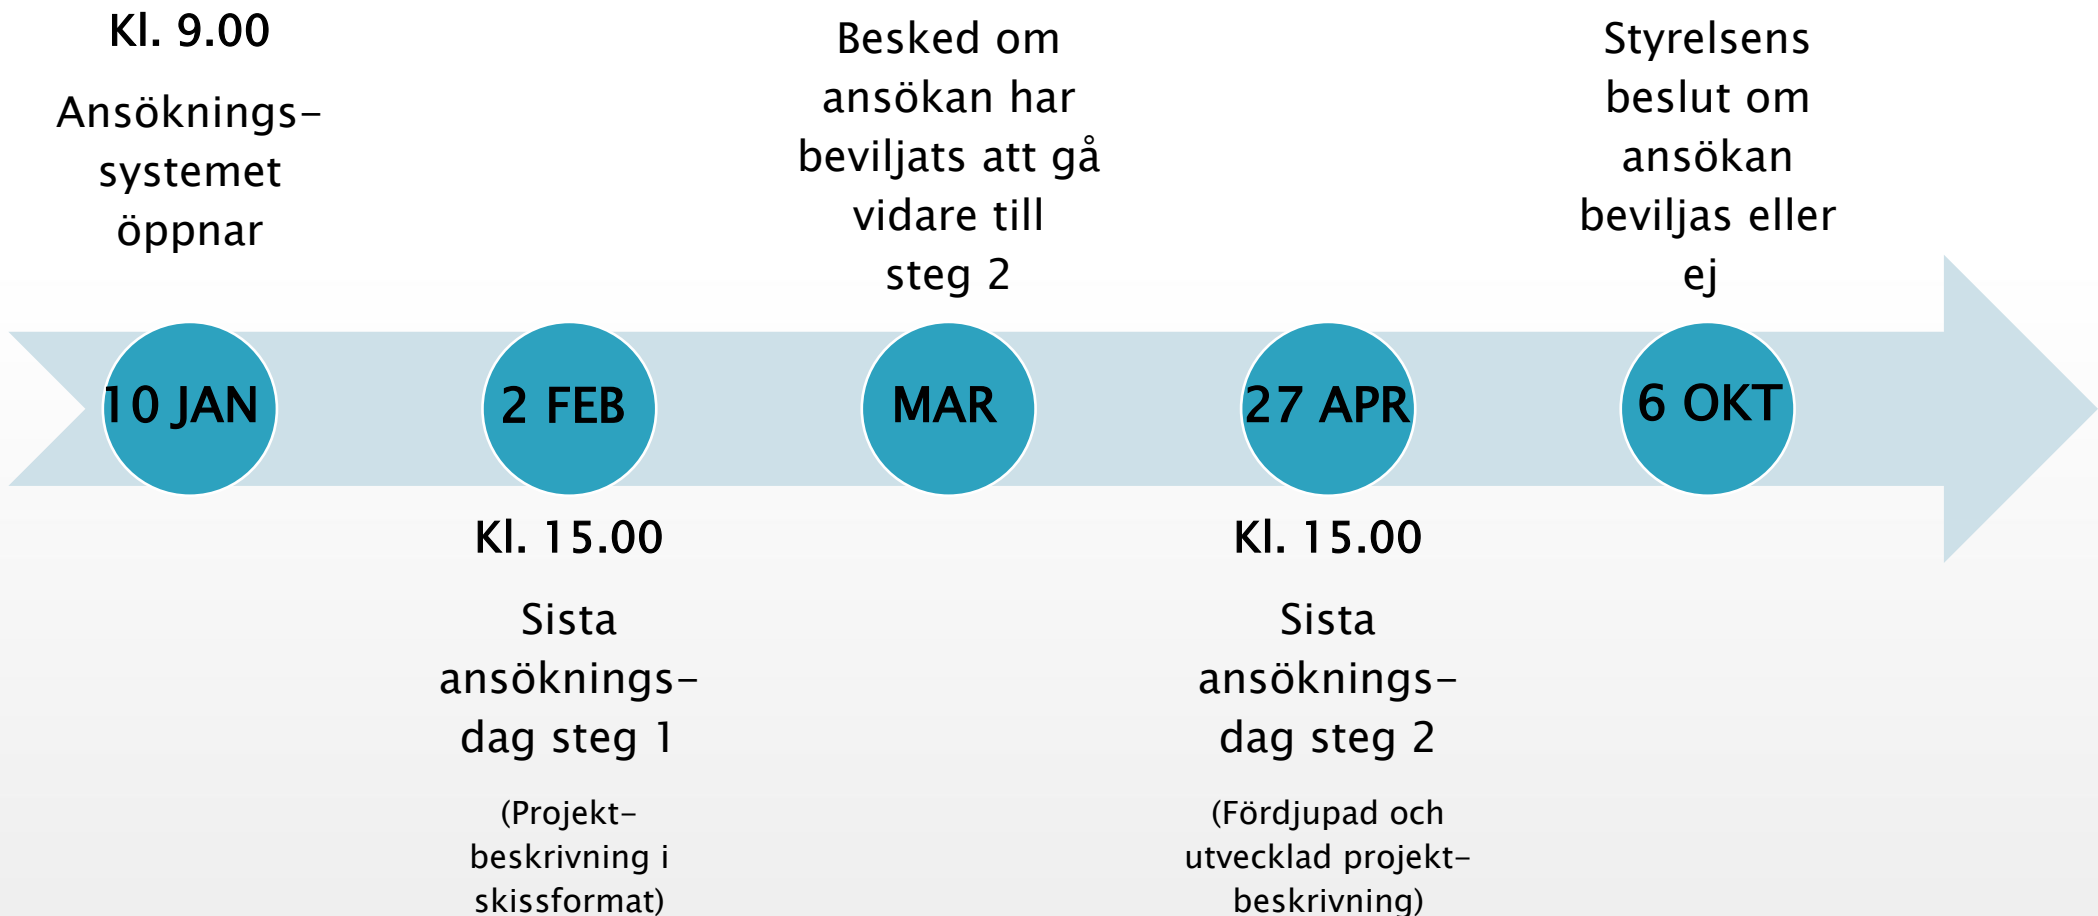 Kl. 9.00
Ansöknings-
systemet
öppnar
Besked om
ansökan har
beviljats att gå
vidare till
steg 2
Styrelsens
beslut om
ansökan
beviljas eller
ej
10 JAN
2 FEB
MAR
27 APR
6 OKT
Kl. 15.00
Sista
ansöknings-
dag steg 1
(Projekt-
beskrivning i
skissformat)
Kl. 15.00
Sista
ansöknings-
dag steg 2
(Fördjupad och
utvecklad projekt-
beskrivning)